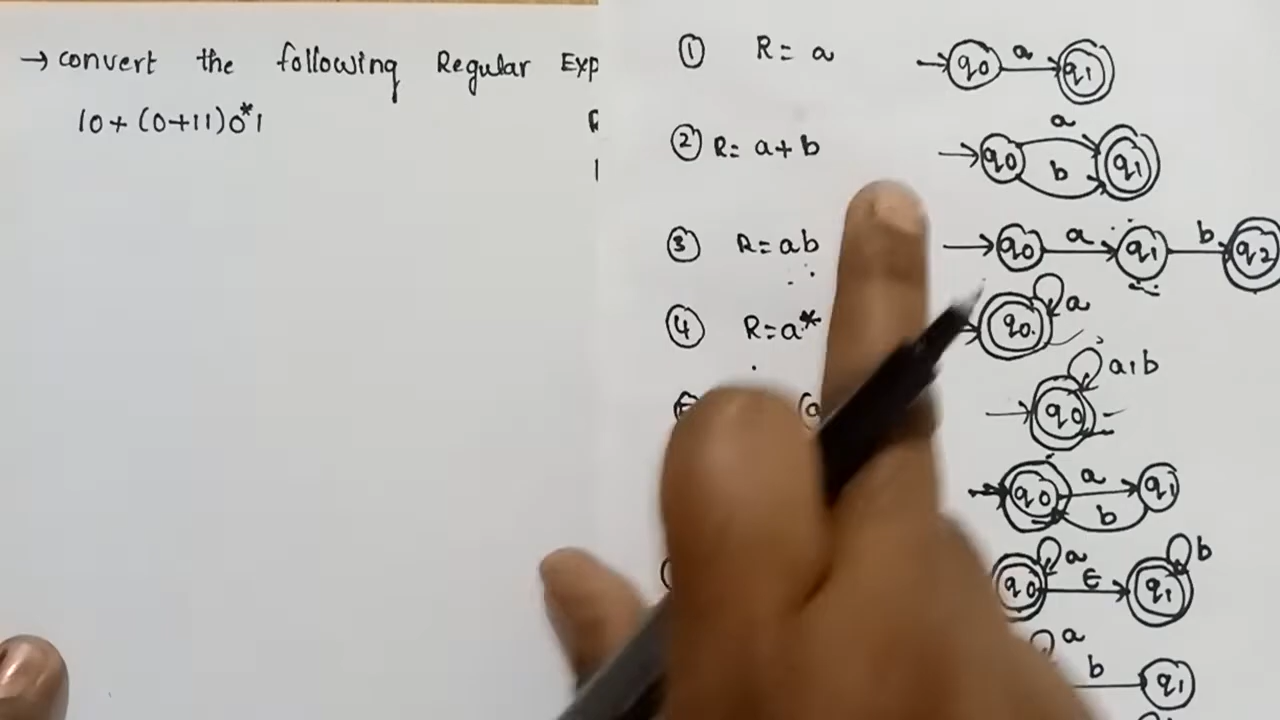 → convert the following Regular Exp
10+(0+11)0*1
① R= a
→ q0 a q1
② R= a+b
→ q0 a b q1
③ R=ab
→ q0 a q1 b q2
④ R=a*
q0 a
(a
→ q0 a,b
q0 a q1 b
q0 a ε q1 b
a b q1